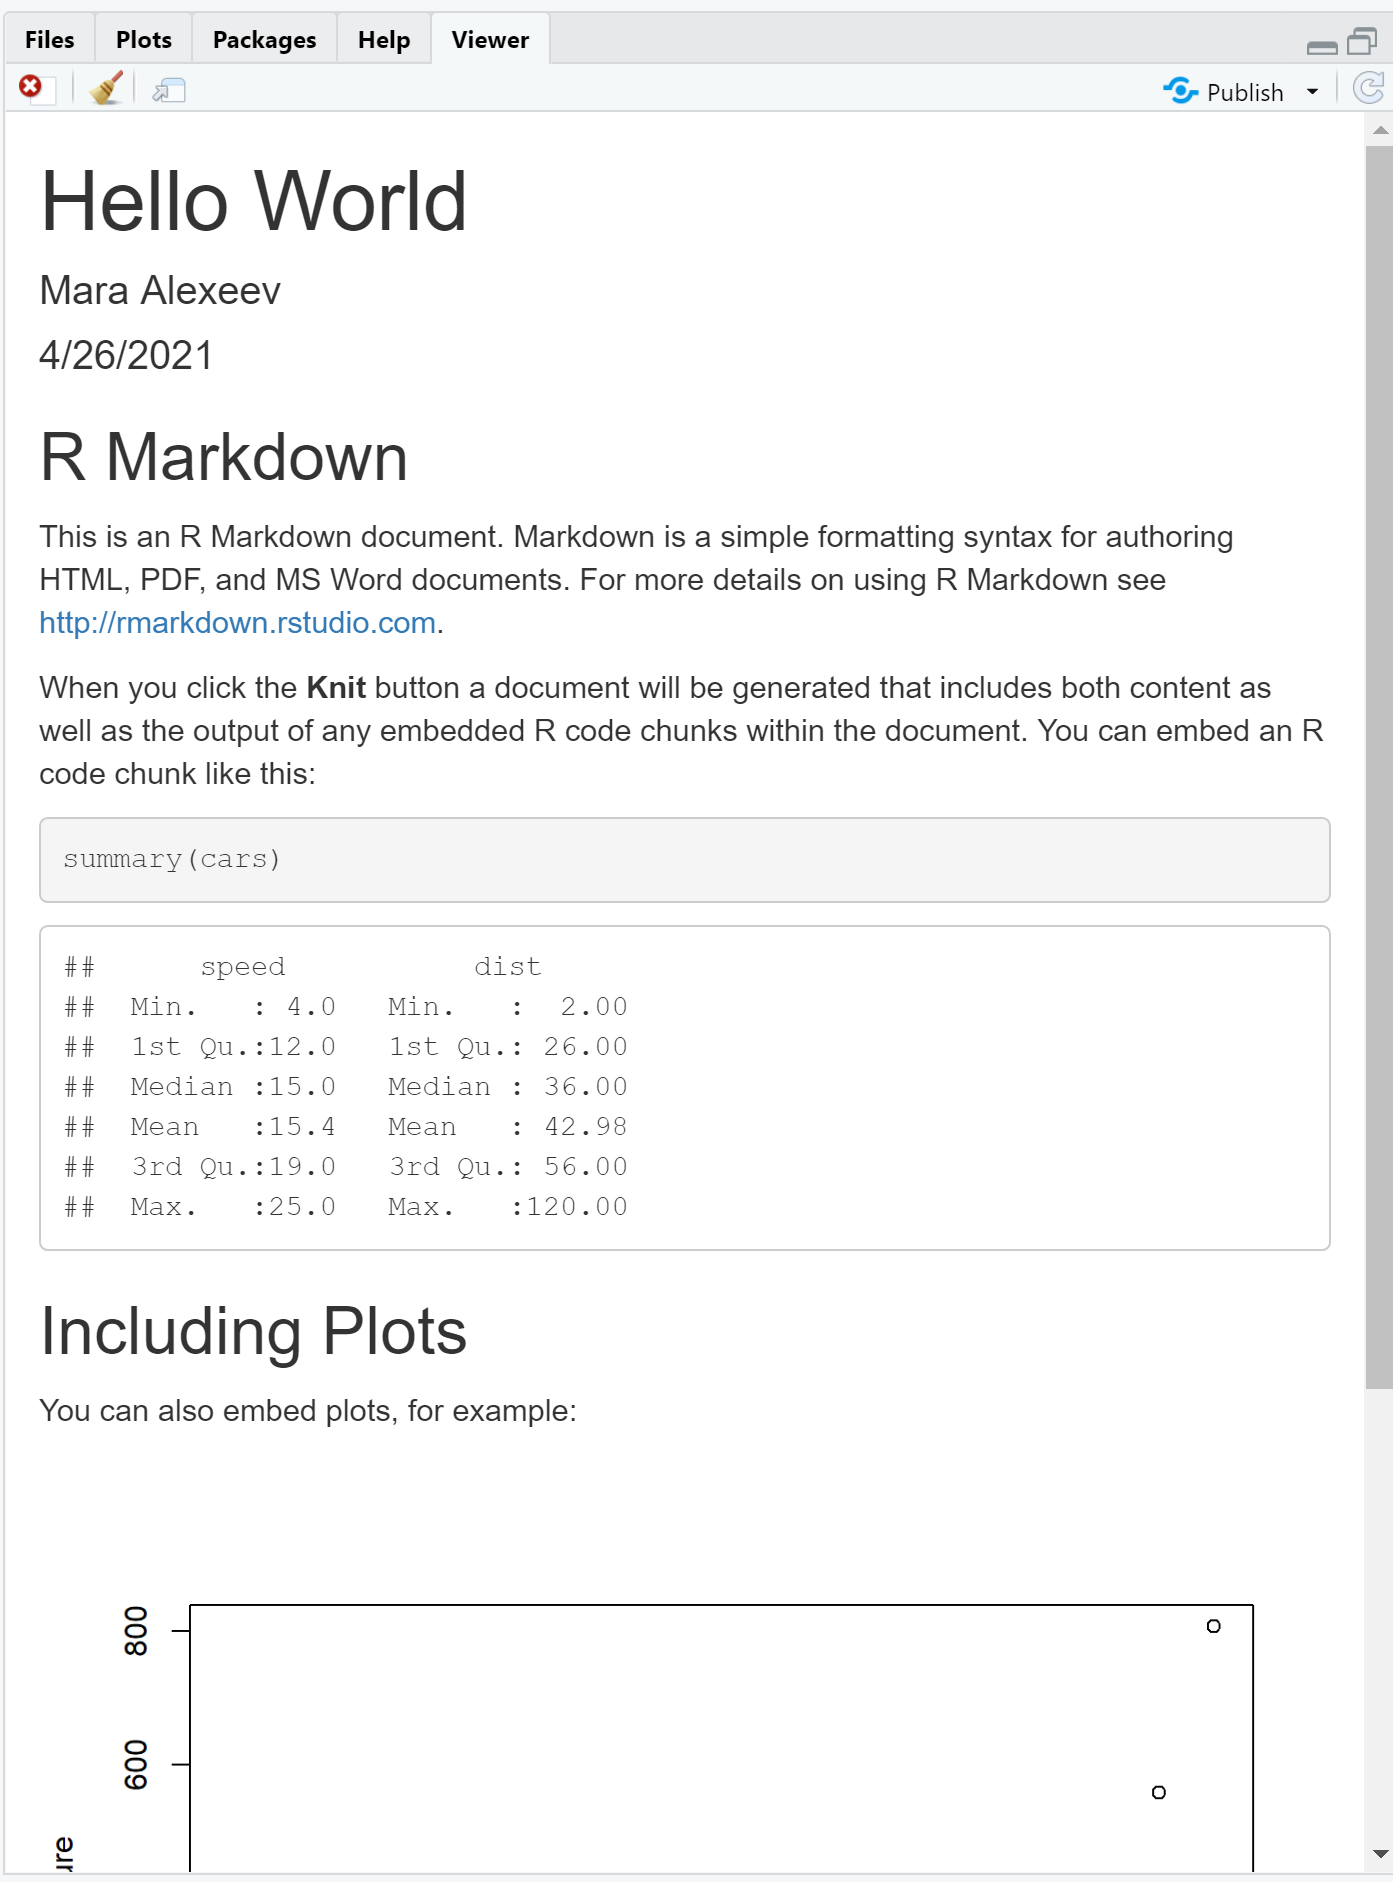 Files Plots Packages Help Viewer
Publish
Hello World
Mara Alexeev
4/26/2021
R Markdown
This is an R Markdown document. Markdown is a simple formatting syntax for authoring
HTML, PDF, and MS Word documents. For more details on using R Markdown see
http://rmarkdown.rstudio.com.
When you click the Knit button a document will be generated that includes both content as
well as the output of any embedded R code chunks within the document. You can embed an R
code chunk like this:
summary(cars)
##      speed           dist
##  Min.   : 4.0   Min.   :  2.00
##  1st Qu.:12.0   1st Qu.: 26.00
##  Median :15.0   Median : 36.00
##  Mean   :15.4   Mean   : 42.98
##  3rd Qu.:19.0   3rd Qu.: 56.00
##  Max.   :25.0   Max.   :120.00
Including Plots
You can also embed plots, for example:
800
600